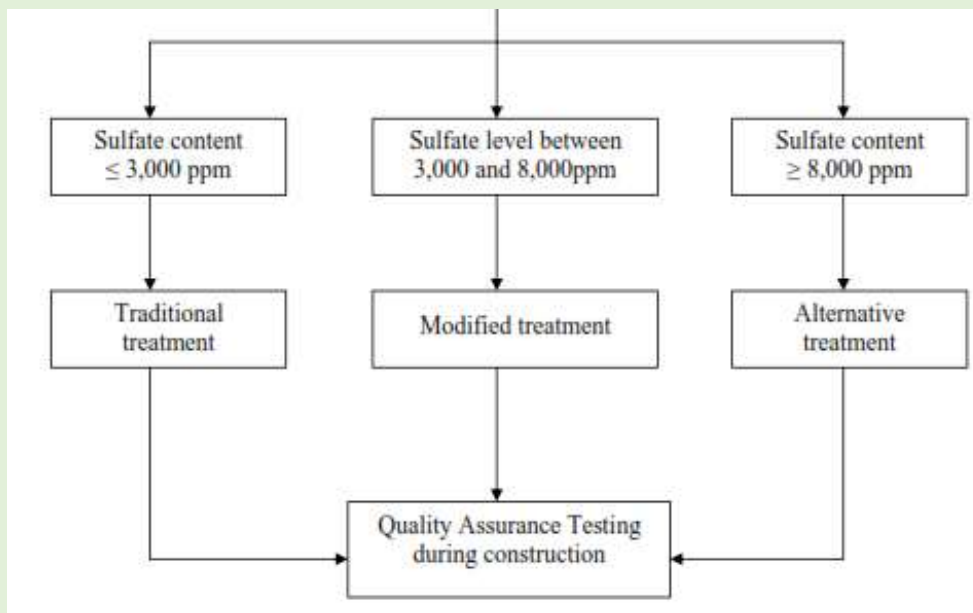 Sulfate content
≤ 3,000 ppm
Sulfate level between
3,000 and 8,000ppm
Sulfate content
≥ 8,000 ppm
Traditional
treatment
Modified treatment
Alternative
treatment
Quality Assurance Testing
during construction